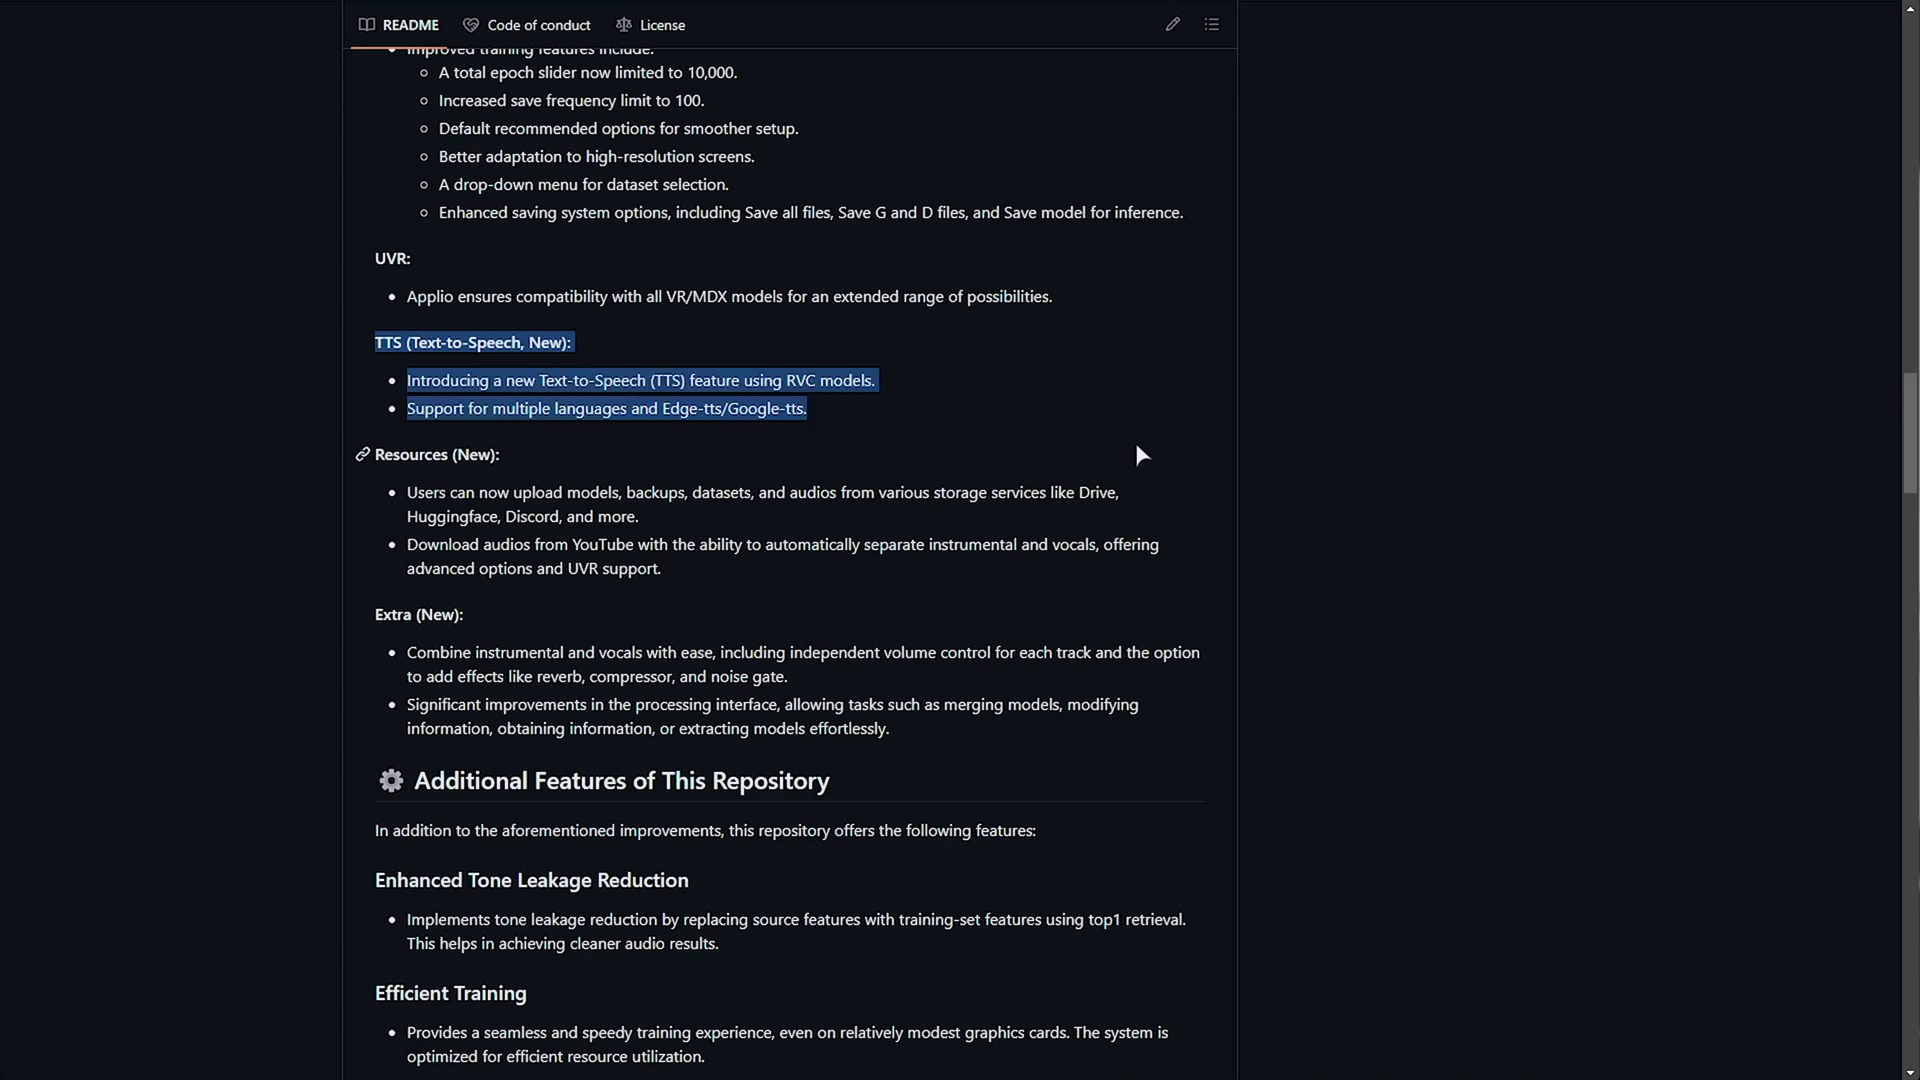 README
Code of conduct
License
Improved training features include:
A total epoch slider now limited to 10,000.
Increased save frequency limit to 100.
Default recommended options for smoother setup.
Better adaptation to high-resolution screens.
A drop-down menu for dataset selection.
Enhanced saving system options, including Save all files, Save G and D files, and Save model for inference.
UVR:
Applio ensures compatibility with all VR/MDX models for an extended range of possibilities.
TTS (Text-to-Speech, New):
Introducing a new Text-to-Speech (TTS) feature using RVC models.
Support for multiple languages and Edge-tts/Google-tts.
Resources (New):
Users can now upload models, backups, datasets, and audios from various storage services like Drive,
Huggingface, Discord, and more.
Download audios from YouTube with the ability to automatically separate instrumental and vocals, offering
advanced options and UVR support.
Extra (New):
Combine instrumental and vocals with ease, including independent volume control for each track and the option
to add effects like reverb, compressor, and noise gate.
Significant improvements in the processing interface, allowing tasks such as merging models, modifying
information, obtaining information, or extracting models effortlessly.
Additional Features of This Repository
In addition to the aforementioned improvements, this repository offers the following features:
Enhanced Tone Leakage Reduction
Implements tone leakage reduction by replacing source features with training-set features using top1 retrieval.
This helps in achieving cleaner audio results.
Efficient Training
Provides a seamless and speedy training experience, even on relatively modest graphics cards. The system is
optimized for efficient resource utilization.